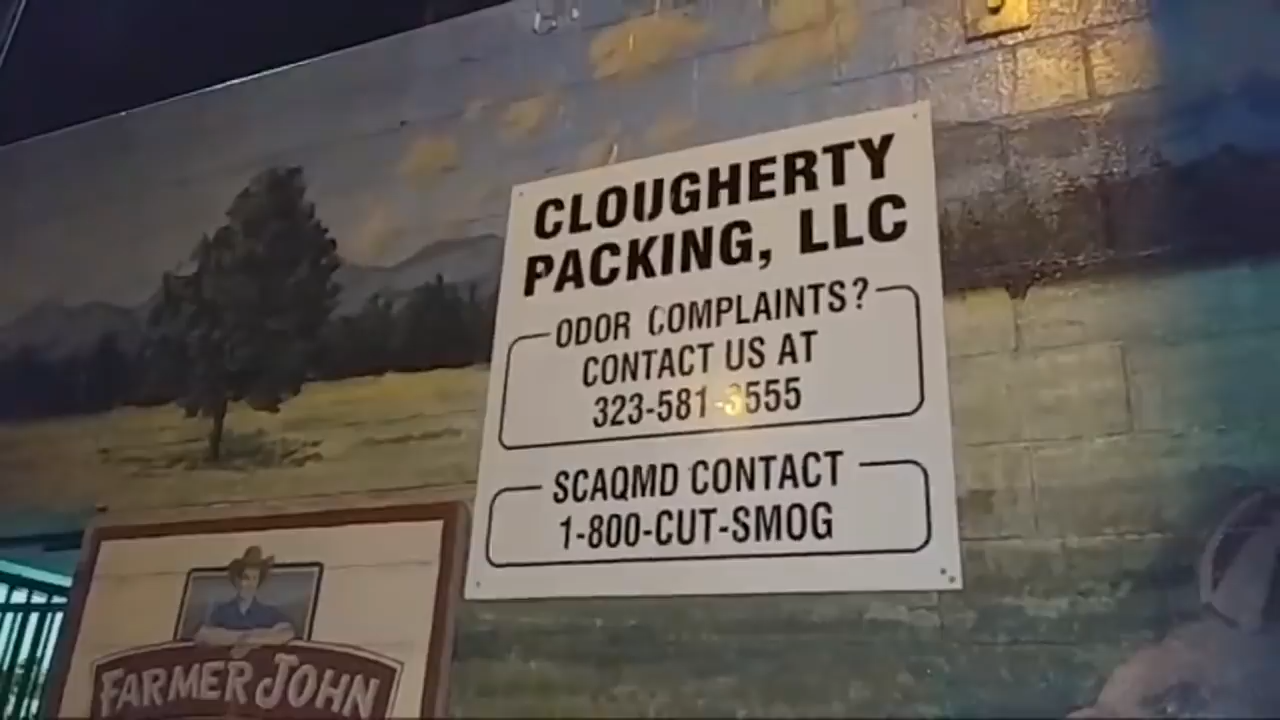 CLOUGHERTY
PACKING, LLC
ODOR COMPLAINTS?
CONTACT US AT
323-581-3555
SCAQMD CONTACT
1-800-CUT-SMOG
FARMER JOHN